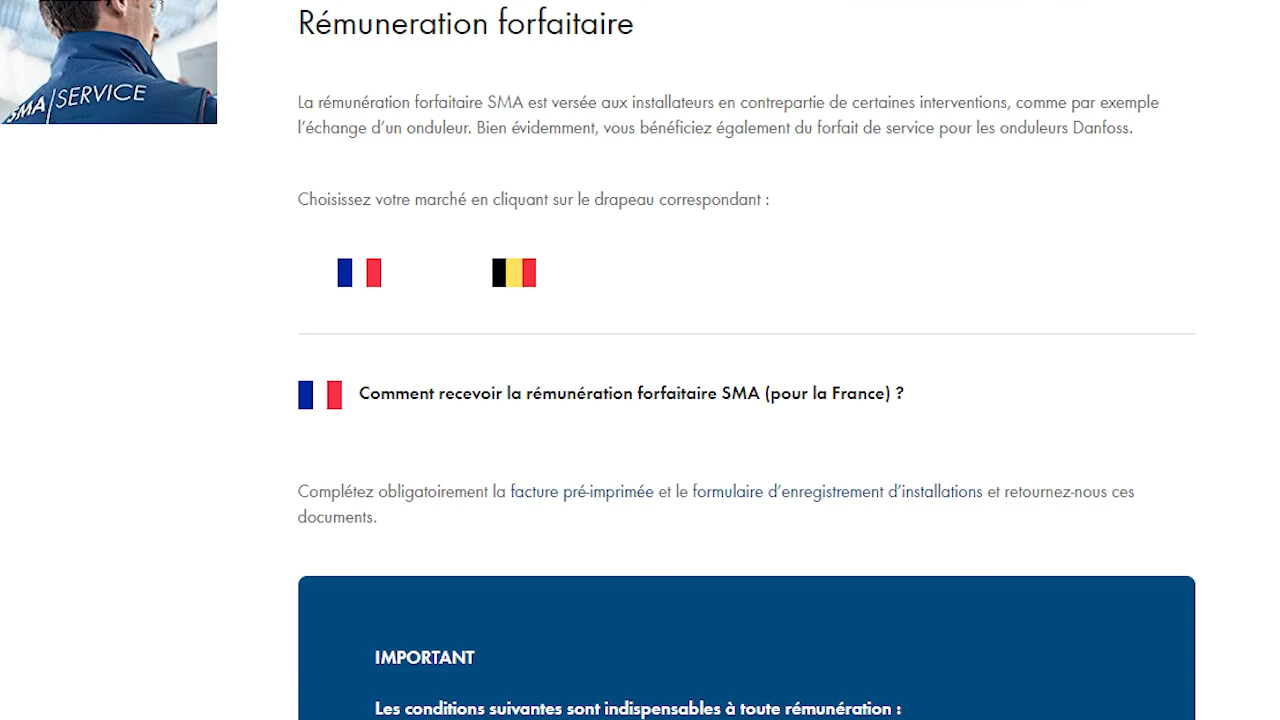 Rémuneration forfaitaire
SMA/SERVICE
La rémunération forfaitaire SMA est versée aux installateurs en contrepartie de certaines interventions, comme par exemple
l’échange d’un onduleur. Bien évidemment, vous bénéficiez également du forfait de service pour les onduleurs Danfoss.
Choisissez votre marché en cliquant sur le drapeau correspondant :
Comment recevoir la rémunération forfaitaire SMA (pour la France) ?
Complétez obligatoirement la facture pré-imprimée et le formulaire d’enregistrement d’installations et retournez-nous ces
documents.
IMPORTANT
Les conditions suivantes sont indispensables à toute rémunération :